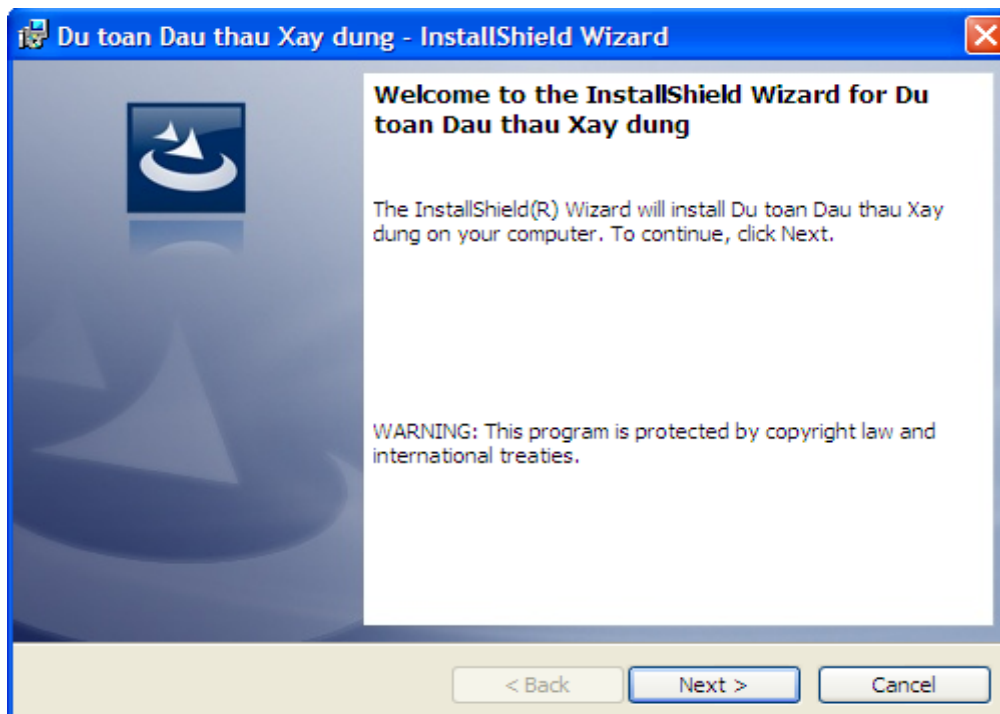 Du toan Dau thau Xay dung - InstallShield Wizard
Welcome to the InstallShield Wizard for Du
toan Dau thau Xay dung
The InstallShield(R) Wizard will install Du toan Dau thau Xay
dung on your computer. To continue, click Next.
WARNING: This program is protected by copyright law and
international treaties.
< Back Next > Cancel